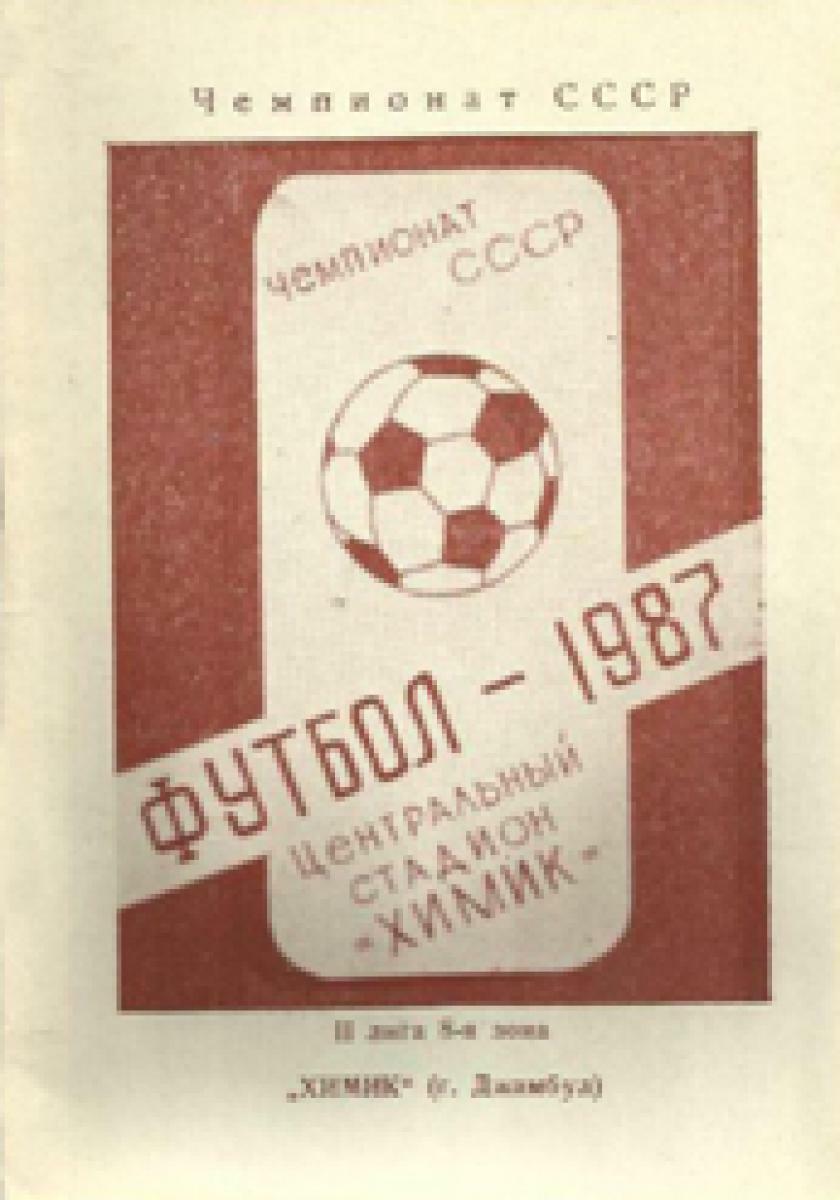 Чемпионат СССР
чемпионат
СССР
ФУТБОЛ – 1987
Центральный
стадион
«ХИМИК»
II лига 8-я зона
„ХИМИК“ (г. Джамбул)